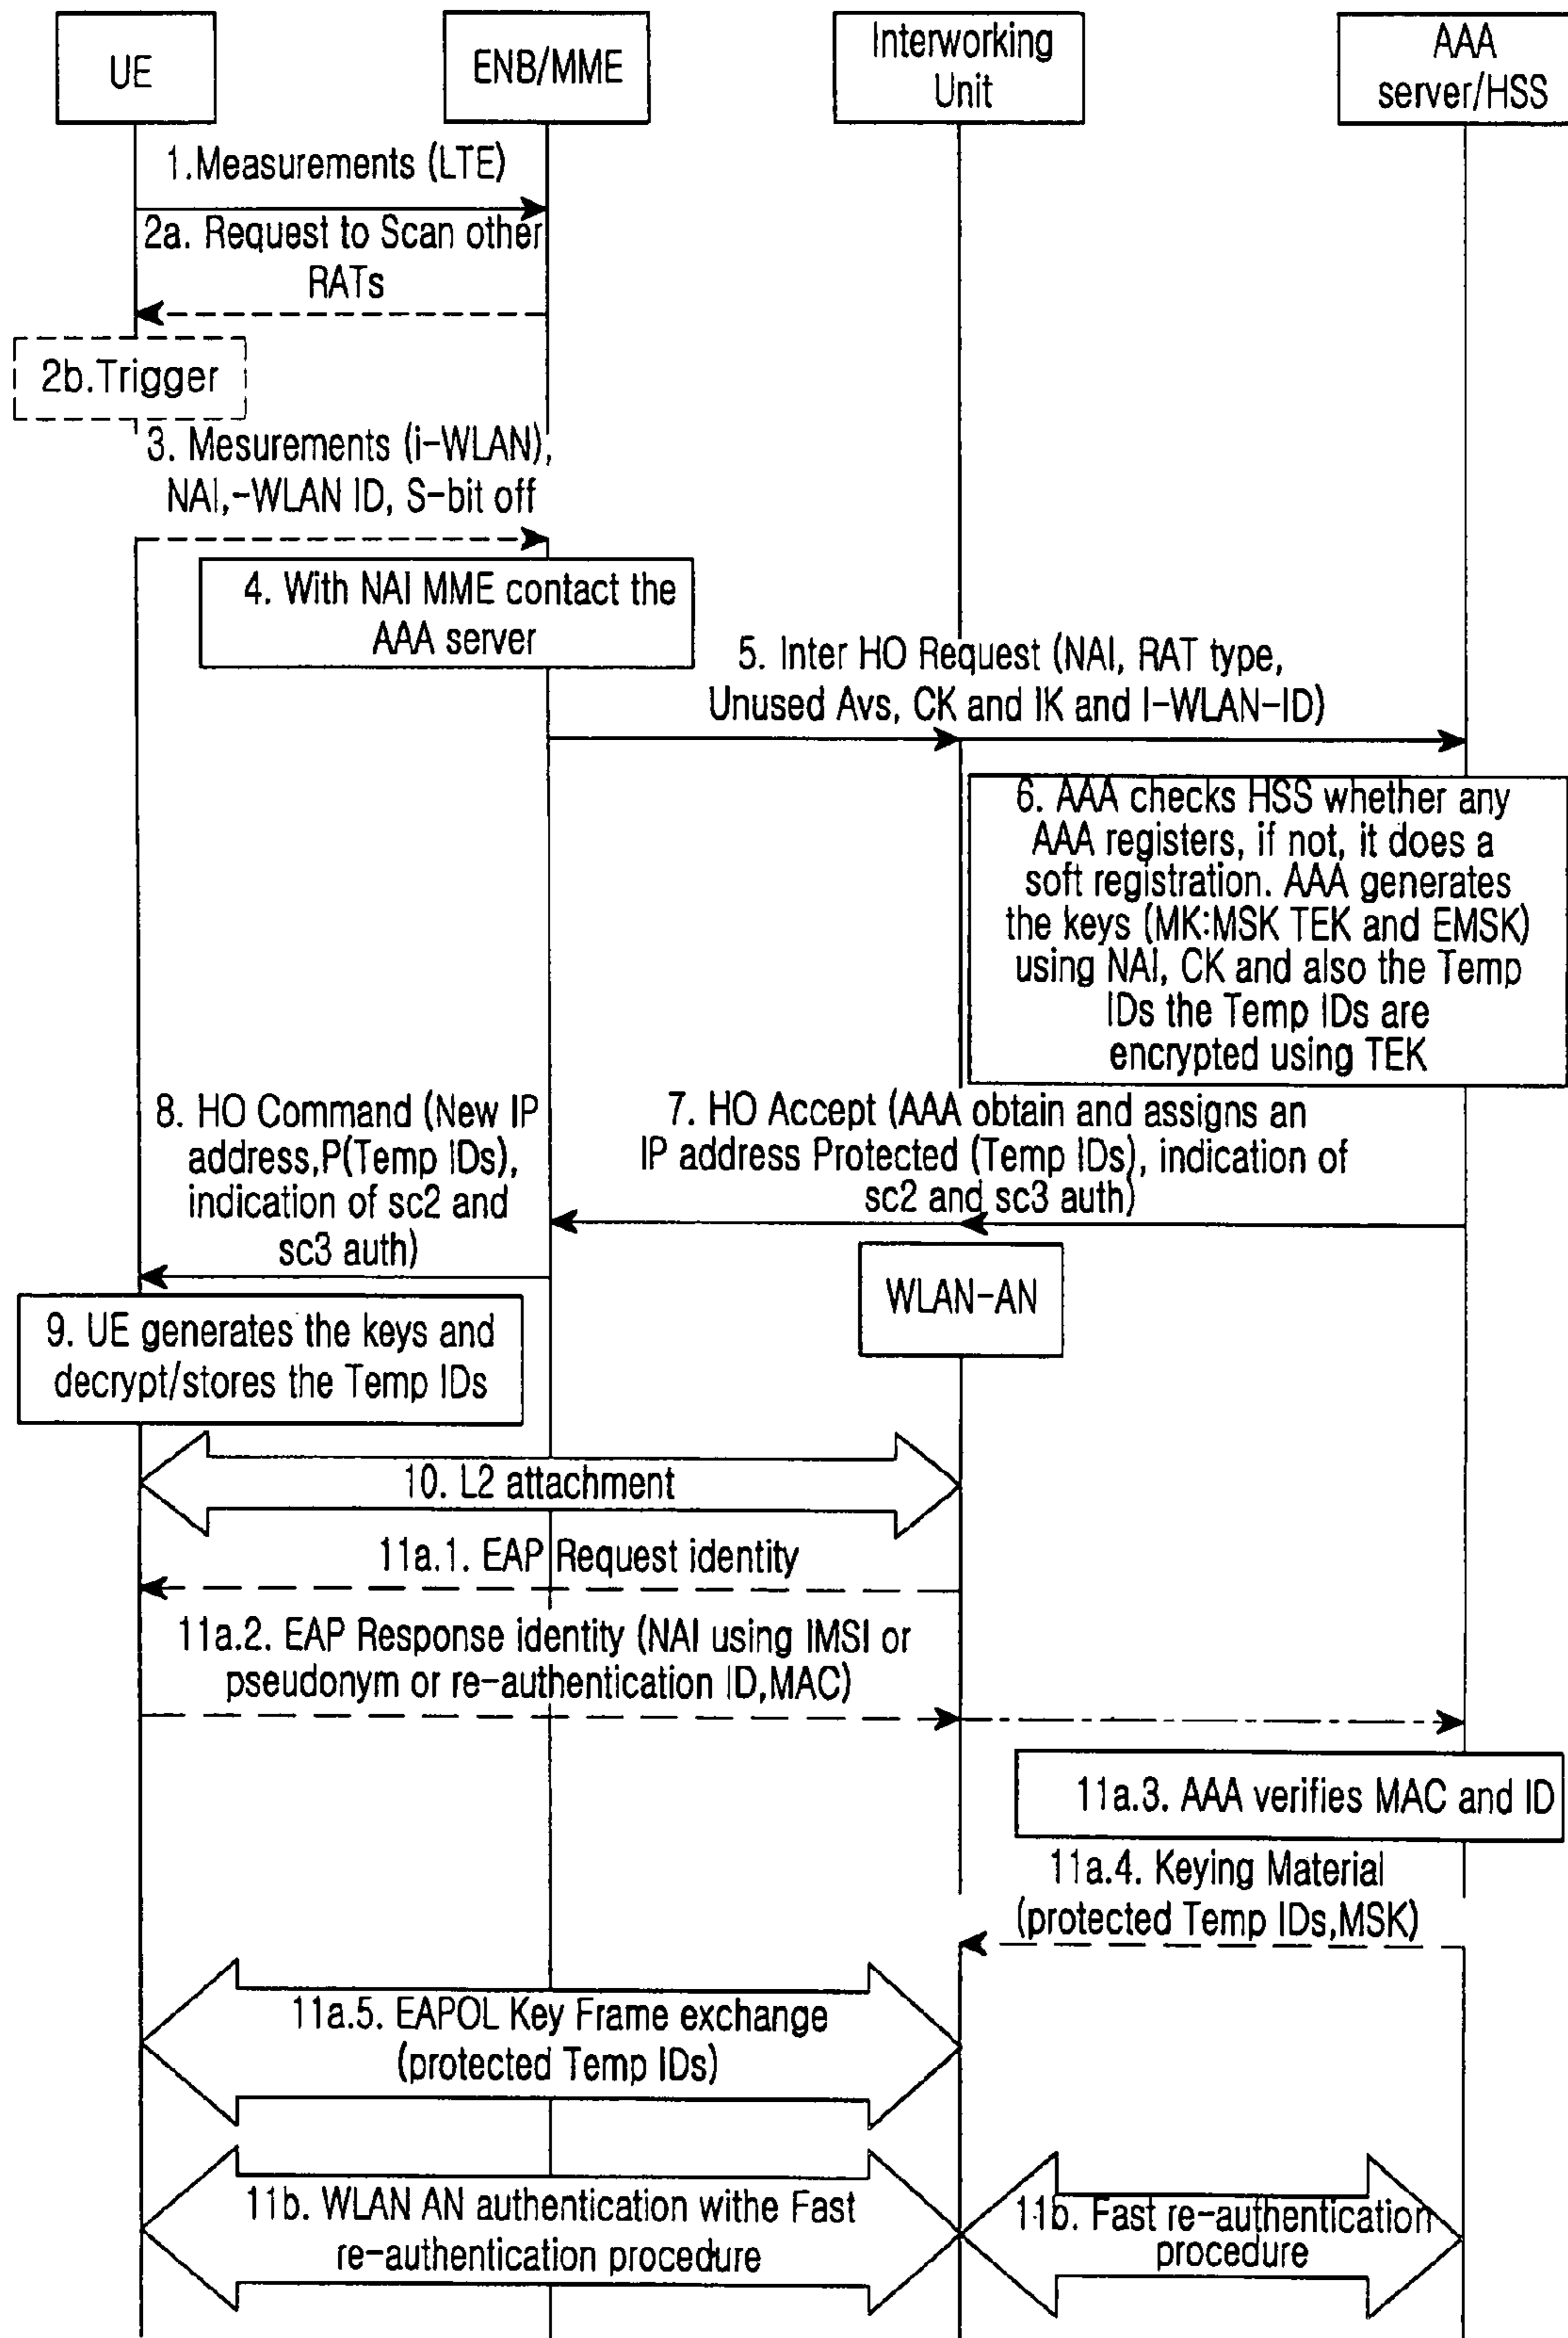 UE
ENB/MME
Interworking
Unit
AAA
server/HSS
1.Measurements (LTE)
2a. Request to Scan other
RATs
2b.Trigger
3. Mesurements (i-WLAN),
NAI,-WLAN ID, S-bit off
4. With NAI MME contact the
AAA server
5. Inter HO Request (NAI, RAT type,
Unused Avs, CK and IK and I-WLAN-ID)
6. AAA checks HSS whether any
AAA registers, if not, it does a
soft registration. AAA generates
the keys (MK:MSK TEK and EMSK)
using NAI, CK and also the Temp
IDs the Temp IDs are
encrypted using TEK
7. HO Accept (AAA obtain and assigns an
IP address Protected (Temp IDs), indication of
sc2 and sc3 auth)
8. HO Command (New IP
address,P(Temp IDs),
indication of sc2 and
sc3 auth)
WLAN-AN
9. UE generates the keys and
decrypt/stores the Temp IDs
10. L2 attachment
11a.1. EAP Request identity
11a.2. EAP Response identity (NAI using IMSI or
pseudonym or re-authentication ID,MAC)
11a.3. AAA verifies MAC and ID
11a.4. Keying Material
(protected Temp IDs,MSK)
11a.5. EAPOL Key Frame exchange
(protected Temp IDs)
11b. WLAN AN authentication withe Fast
re-authentication procedure
11b. Fast re-authentication
procedure